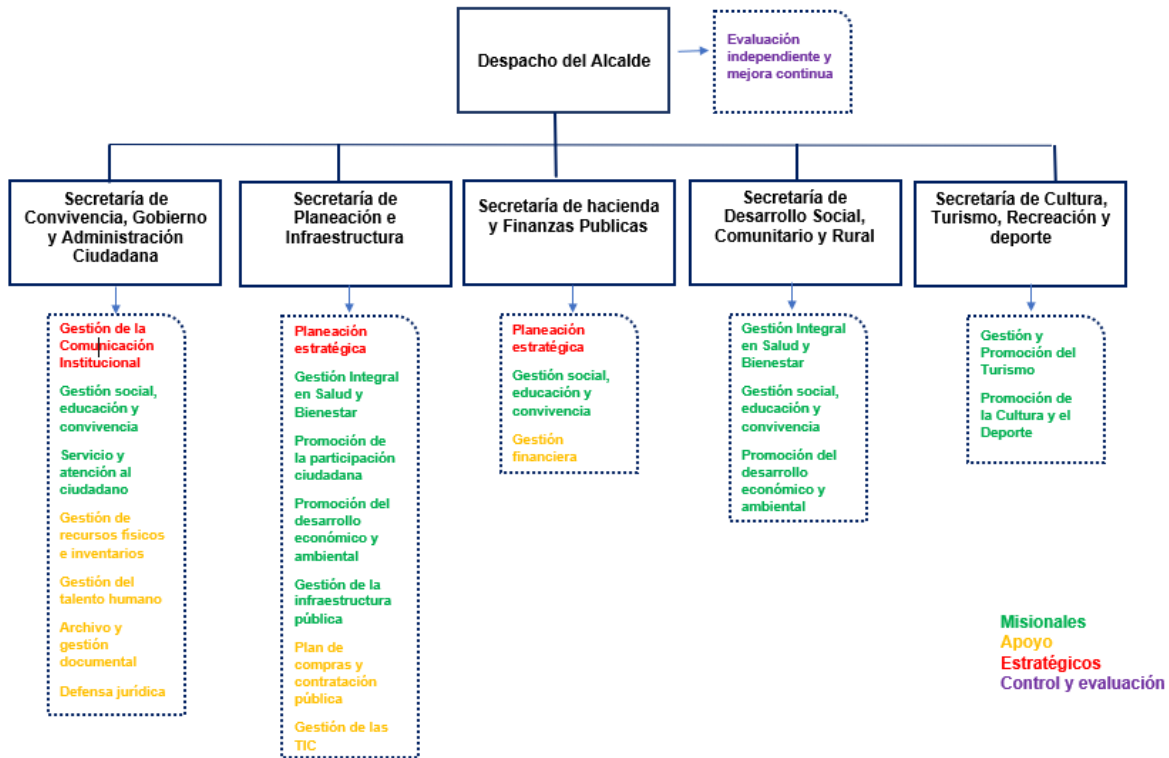 Despacho del Alcalde
Evaluación
independiente y
mejora continua
Secretaría de
Convivencia, Gobierno
y Administración
Ciudadana
Secretaría de
Planeación e
Infraestructura
Secretaría de hacienda
y Finanzas Publicas
Secretaría de
Desarrollo Social,
Comunitario y Rural
Secretaría de Cultura,
Turismo, Recreación y
deporte
Gestión de la
Comunicación
Institucional
Gestión social,
educación y
convivencia
Servicio y
atención al
ciudadano
Gestión de
recursos físicos
e inventarios
Gestión del
talento humano
Archivo y
gestión
documental
Defensa jurídica
Planeación
estratégica
Gestión Integral
en Salud y
Bienestar
Promoción de
la participación
ciudadana
Promoción del
desarrollo
económico y
ambiental
Gestión de la
infraestructura
pública
Plan de
compras y
contratación
pública
Gestión de las
TIC
Planeación
estratégica
Gestión social,
educación y
convivencia
Gestión
financiera
Gestión Integral
en Salud y
Bienestar
Gestión social,
educación y
convivencia
Promoción del
desarrollo
económico y
ambiental
Gestión y
Promoción del
Turismo
Promoción de
la Cultura y el
Deporte
Misionales
Apoyo
Estratégicos
Control y evaluación